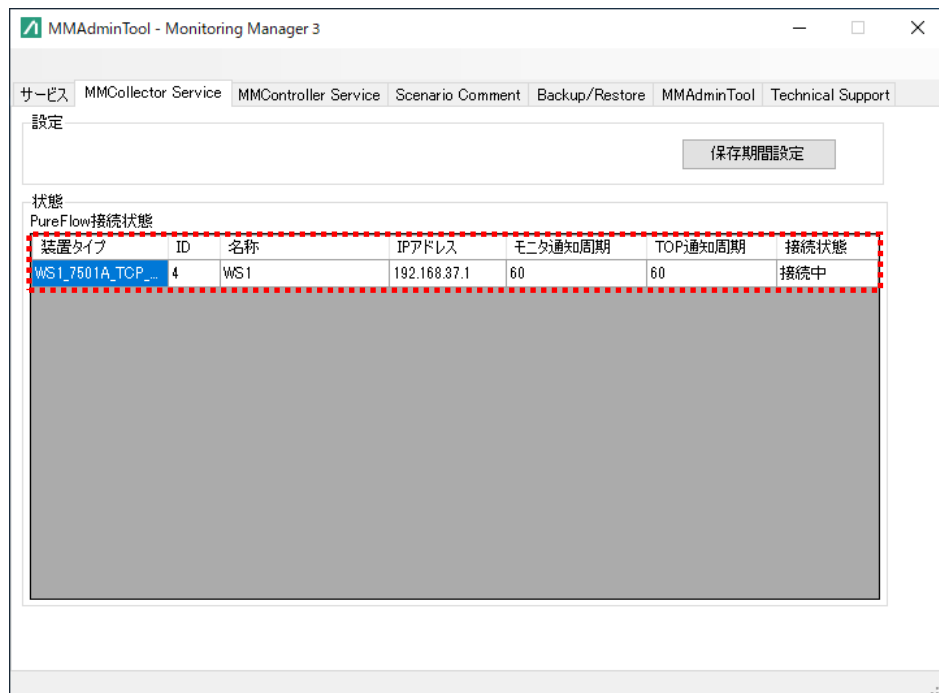 MMAdminTool - Monitoring Manager 3
サービス MMCollector Service MMController Service Scenario Comment Backup/Restore MMAdminTool Technical Support
設定
保存期間設定
状態
PureFlow接続状態
装置タイプ ID 名称 IPアドレス モニタ通知周期 TOP通知周期 接続状態
WS1_7501A_TCP_... 4 WS1 192.168.37.1 60 60 接続中